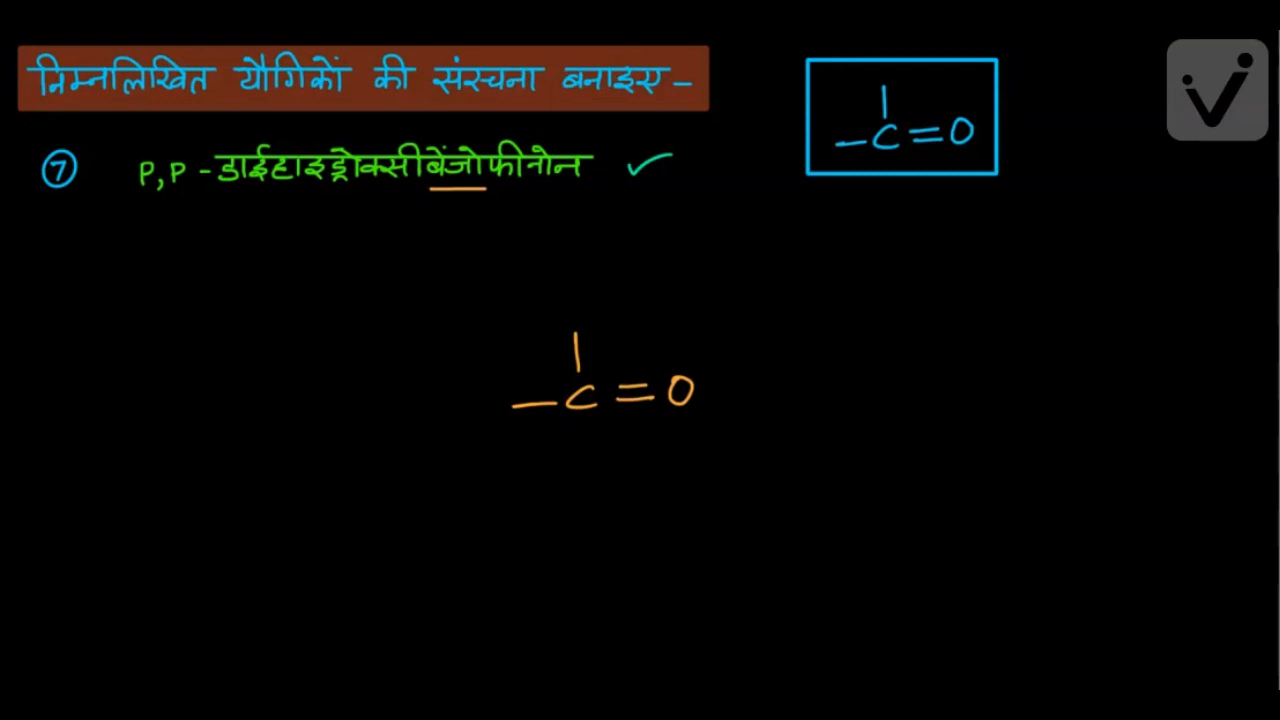 निम्नलिखित यौगिकों की संरचना बनाइए -
⑦ P,P - डाईहाइड्रोक्सीबेंजोफीनोन ✓
- C = O
- C = O